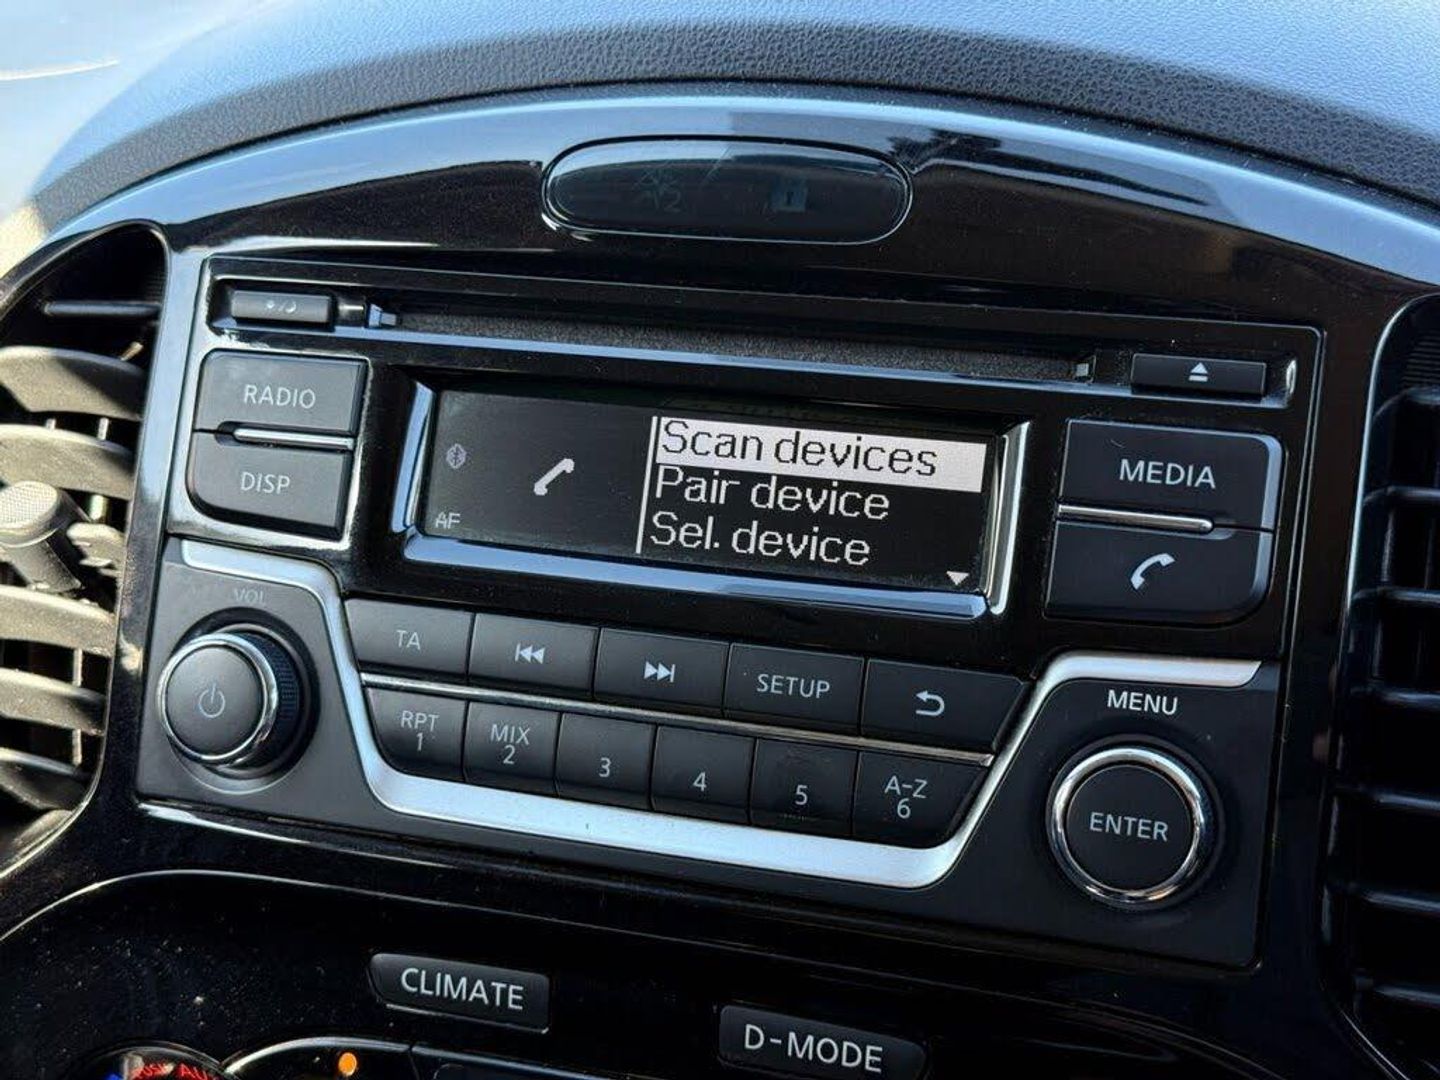 RADIO
DISP
AF
Scan devices
Pair device
Sel. device
MEDIA
VOL
TA
SETUP
RPT
1
MIX
2
3
4
5
A-Z
6
MENU
ENTER
CLIMATE
D-MODE